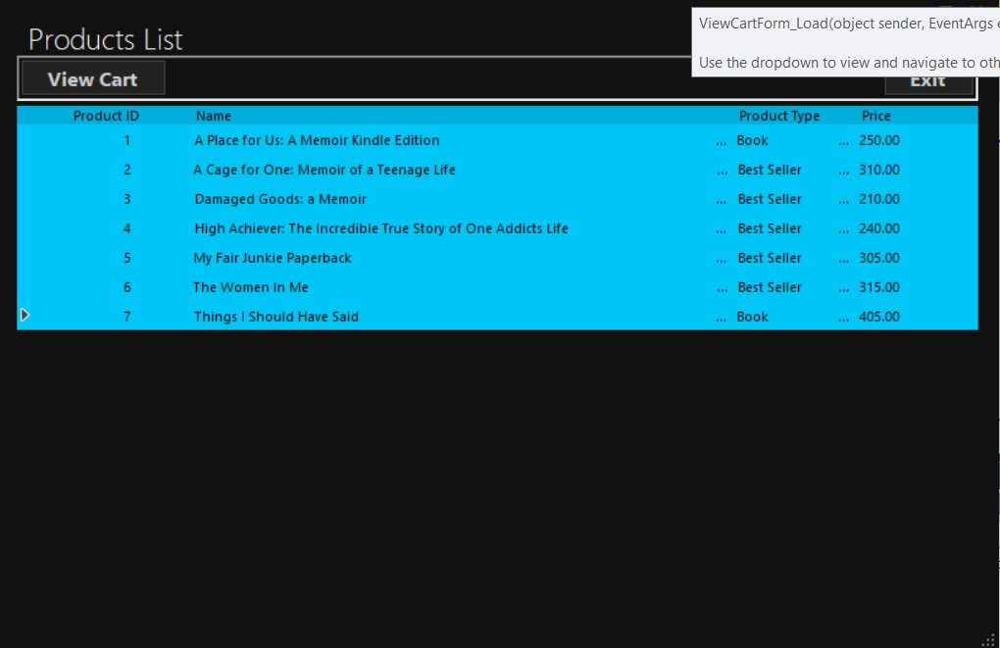 ViewCartForm_Load(object sender, EventArgs e
Products List
Use the dropdown to view and navigate to oth
View Cart
Exit
Product ID Name Product Type Price
1 A Place for Us: A Memoir Kindle Edition ... Book ... 250.00
2 A Cage for One: Memoir of a Teenage Life ... Best Seller ... 310.00
3 Damaged Goods: a Memoir ... Best Seller ... 210.00
4 High Achiever: The Incredible True Story of One Addicts Life ... Best Seller ... 240.00
5 My Fair Junkie Paperback ... Best Seller ... 305.00
6 The Women In Me ... Best Seller ... 315.00
7 Things I Should Have Said ... Book ... 405.00